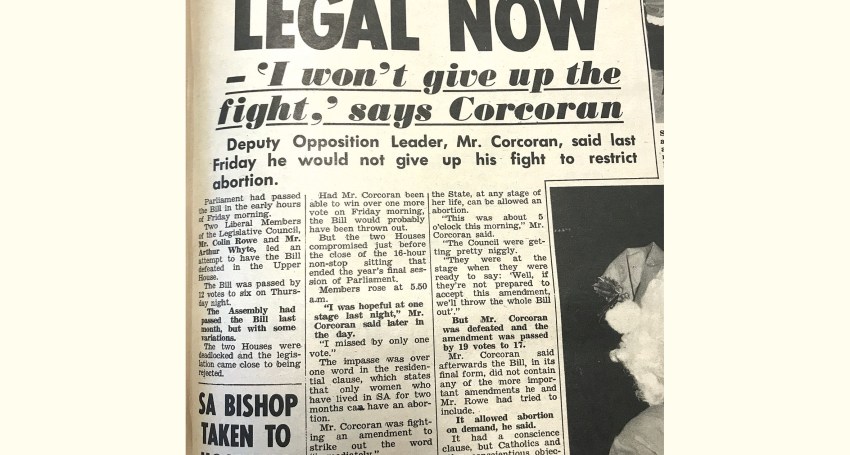 LEGAL NOW
– 'I won't give up the
fight,' says Corcoran
Deputy Opposition Leader, Mr. Corcoran, said last
Friday he would not give up his fight to restrict
abortion.
Parliament had passed
the Bill in the early hours
of Friday morning.
Two Liberal Members
of the Legislative Council,
Mr. Colin Rowe and Mr.
Arthur Whyte, led an
attempt to have the Bill
defeated in the Upper
House.
The Bill was passed by
12 votes to six on Thurs-
day night.
The Assembly had
passed the Bill last
month, but with some
variations.
The two Houses were
deadlocked and the legis-
lation came close to being
rejected.
SA BISHOP
TAKEN TO
Had Mr. Corcoran been
able to win over one more
vote on Friday morning,
the Bill would probably
have been thrown out.
But the two Houses
compromised just before
the close of the 16-hour
non-stop sitting that
ended the year's final ses-
sion of Parliament.
Members rose at 5.50
a.m.
"I was hopeful at one
stage last night," Mr.
Corcoran said later in
the day.
"I missed by only one
vote."
The impasse was over
one word in the residen-
tial clause, which states
that only women who
have lived in SA for two
months can have an abor-
tion.
Mr. Corcoran was fight-
ing an amendment to
strike out the word
"immediately."
the State, at any stage of
her life, can be allowed an
abortion.
"This was about 5
o'clock this morning," Mr.
Corcoran said.
"The Council were get-
ting pretty niggly.
"They were at the
stage when they were
ready to say: 'Well, if
they're not prepared to
accept this amendment,
we'll throw the whole Bill
out'."
But Mr. Corcoran
was defeated and the
amendment was passed
by 19 votes to 17.
Mr. Corcoran said
afterwards the Bill, in its
final form, did not contain
any of the more impor-
tant amendments he and
Mr. Rowe had tried to
include.
It allowed abortion
on demand, he said.
It had a conscience
clause, but Catholics and